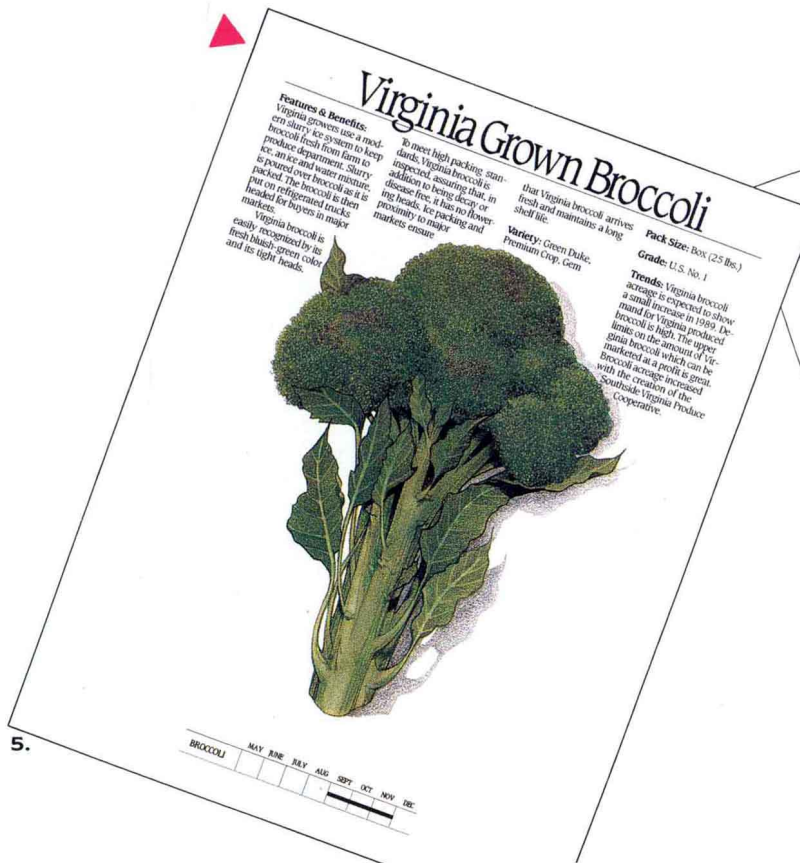 Virginia Grown Broccoli
Features & Benefits:
Virginia growers use a mod-
ern slurry ice system to keep
broccoli fresh from farm to
produce department. Slurry
ice, an ice and water mixture,
is poured over broccoli as it is
packed. The broccoli is then
put on refrigerated trucks
headed for buyers in major
markets.
Virginia broccoli is
easily recognized by its
fresh bluish-green color
and its tight heads.
To meet high packing stan-
dards, Virginia broccoli is
inspected, assuring that, in
addition to being decay or
disease free, it has no flower-
ing heads. Ice packing and
proximity to major
markets ensure
that Virginia broccoli arrives
fresh and maintains a long
shelf life.
Variety: Green Duke,
Premium Crop, Gem
Pack Size: Box (25 lbs.)
Grade: U.S. No. 1
Trends: Virginia broccoli
acreage is expected to show
a small increase in 1989. De-
mand for Virginia produced
broccoli is high. The upper
limits on the amount of Vir-
ginia broccoli which can be
marketed at a profit is great.
Broccoli acreage increased
with the creation of the
Southside Virginia Produce
Cooperative.
BROCCOLI MAY JUNE JULY AUG SEPT OCT NOV DEC
5.